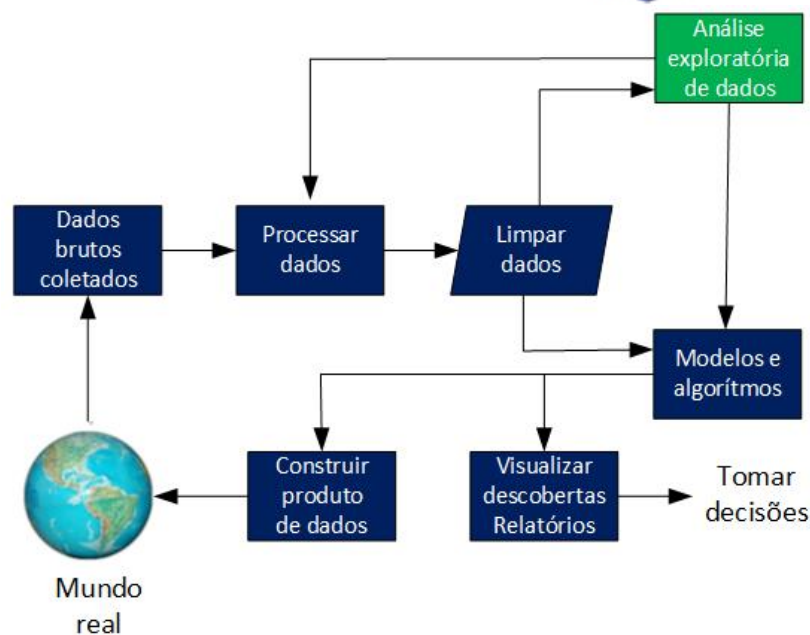 Análise
exploratória
de dados
Dados
brutos
coletados
Processar
dados
Limpar
dados
Modelos e
algorítmos
Construir
produto
de dados
Visualizar
descobertas
Relatórios
Tomar
decisões
Mundo
real